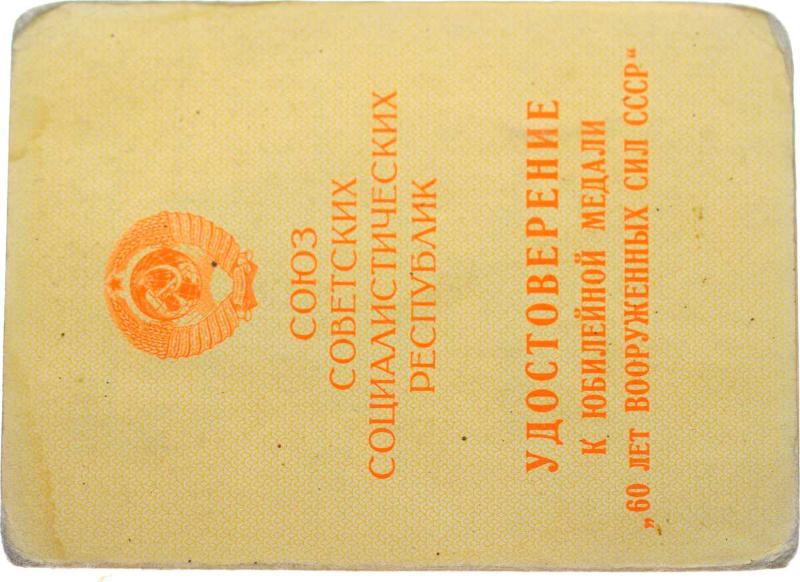 СОЮЗ
СОВЕТСКИХ
СОЦИАЛИСТИЧЕСКИХ
РЕСПУБЛИК
УДОСТОВЕРЕНИЕ
К ЮБИЛЕЙНОЙ МЕДАЛИ
„60 ЛЕТ ВООРУЖЕННЫХ СИЛ СССР“